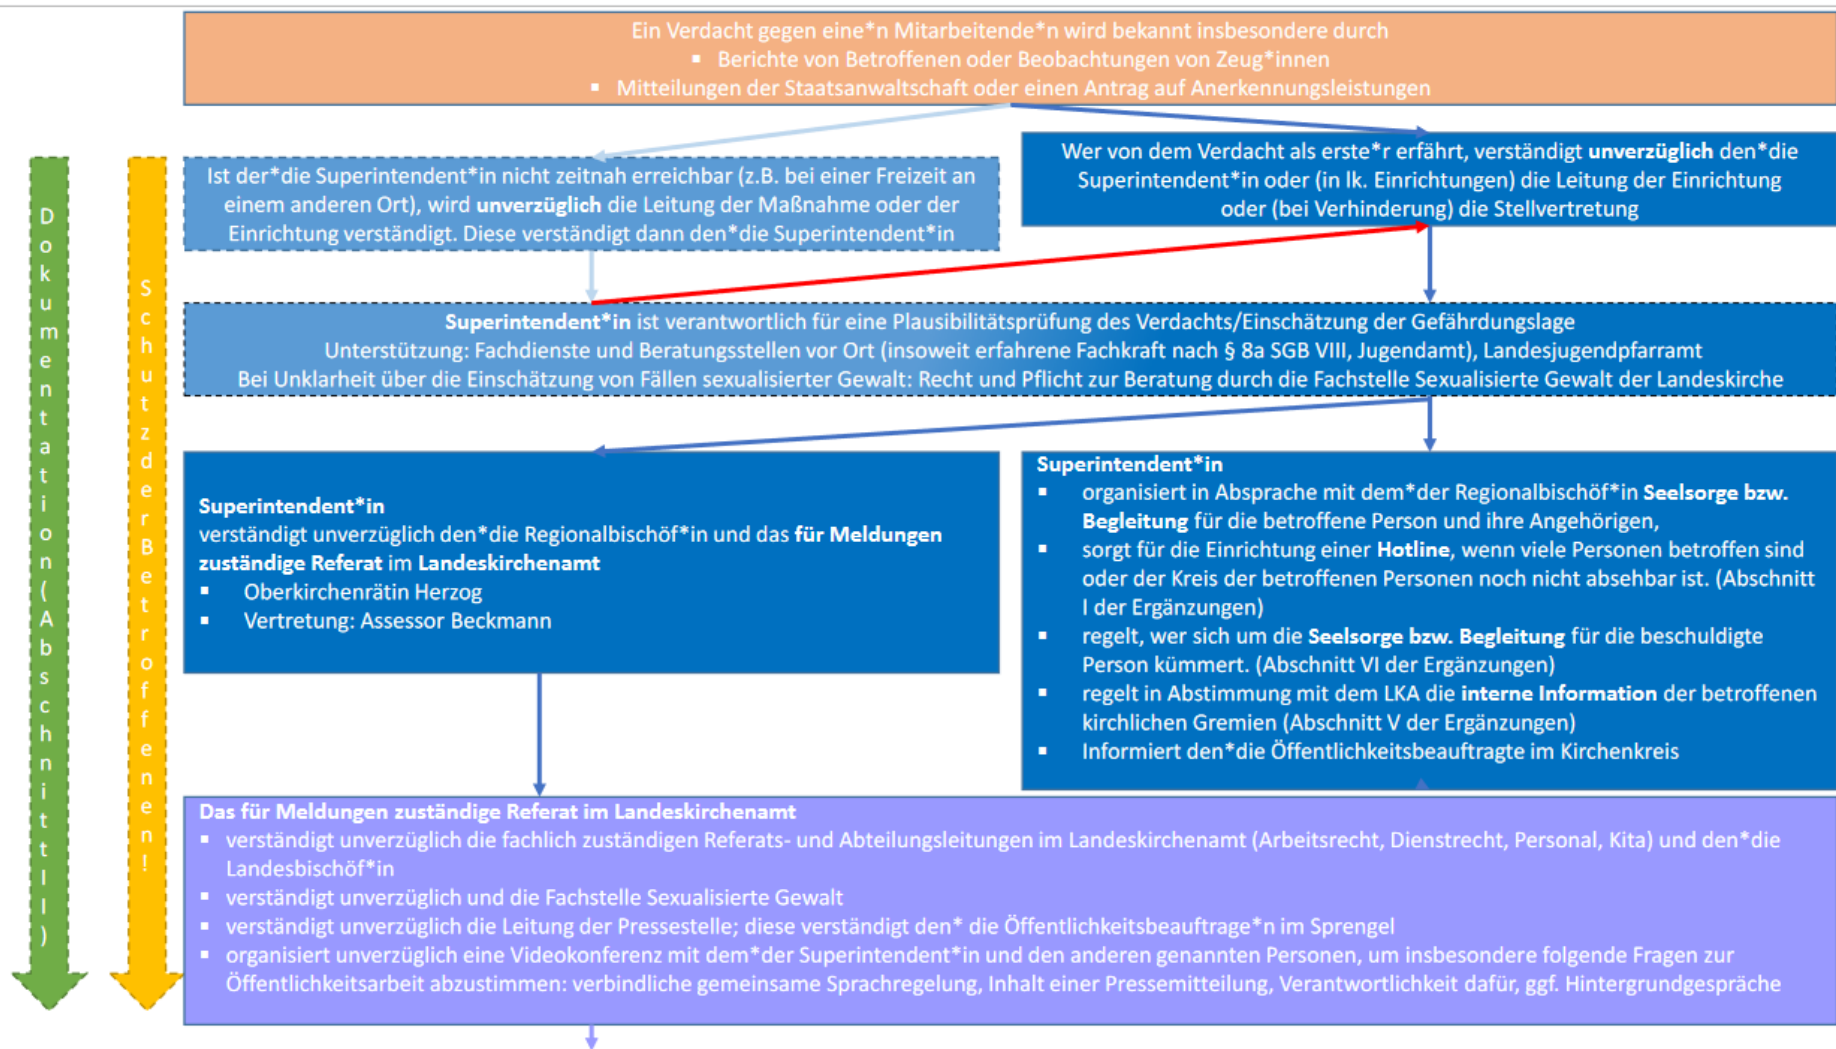 Ein Verdacht gegen eine*n Mitarbeitende*n wird bekannt insbesondere durch
▪ Berichte von Betroffenen oder Beobachtungen von Zeug*innen
▪ Mitteilungen der Staatsanwaltschaft oder einen Antrag auf Anerkennungsleistungen
Dokumentation (Abschnitt II)
Schutz der Betroffenen!
Ist der*die Superintendent*in nicht zeitnah erreichbar (z.B. bei einer Freizeit an
einem anderen Ort), wird unverzüglich die Leitung der Maßnahme oder der
Einrichtung verständigt. Diese verständigt dann den*die Superintendent*in
Wer von dem Verdacht als erste*r erfährt, verständigt unverzüglich den*die
Superintendent*in oder (in lk. Einrichtungen) die Leitung der Einrichtung
oder (bei Verhinderung) die Stellvertretung
Superintendent*in ist verantwortlich für eine Plausibilitätsprüfung des Verdachts/Einschätzung der Gefährdungslage
Unterstützung: Fachdienste und Beratungsstellen vor Ort (insoweit erfahrene Fachkraft nach § 8a SGB VIII, Jugendamt), Landesjugendpfarramt
Bei Unklarheit über die Einschätzung von Fällen sexualisierter Gewalt: Recht und Pflicht zur Beratung durch die Fachstelle Sexualisierte Gewalt der Landeskirche
Superintendent*in
verständigt unverzüglich den*die Regionalbischöf*in und das für Meldungen
zuständige Referat im Landeskirchenamt
▪ Oberkirchenrätin Herzog
▪ Vertretung: Assessor Beckmann
Superintendent*in
▪ organisiert in Absprache mit dem*der Regionalbischöf*in Seelsorge bzw.
Begleitung für die betroffene Person und ihre Angehörigen,
▪ sorgt für die Einrichtung einer Hotline, wenn viele Personen betroffen sind
oder der Kreis der betroffenen Personen noch nicht absehbar ist. (Abschnitt
I der Ergänzungen)
▪ regelt, wer sich um die Seelsorge bzw. Begleitung für die beschuldigte
Person kümmert. (Abschnitt VI der Ergänzungen)
▪ regelt in Abstimmung mit dem LKA die interne Information der betroffenen
kirchlichen Gremien (Abschnitt V der Ergänzungen)
▪ Informiert den*die Öffentlichkeitsbeauftragte im Kirchenkreis
Das für Meldungen zuständige Referat im Landeskirchenamt
▪ verständigt unverzüglich die fachlich zuständigen Referats- und Abteilungsleitungen im Landeskirchenamt (Arbeitsrecht, Dienstrecht, Personal, Kita) und den*die
Landesbischöf*in
▪ verständigt unverzüglich und die Fachstelle Sexualisierte Gewalt
▪ verständigt unverzüglich die Leitung der Pressestelle; diese verständigt den* die Öffentlichkeitsbeauftrage*n im Sprengel
▪ organisiert unverzüglich eine Videokonferenz mit dem*der Superintendent*in und den anderen genannten Personen, um insbesondere folgende Fragen zur
Öffentlichkeitsarbeit abzustimmen: verbindliche gemeinsame Sprachregelung, Inhalt einer Pressemitteilung, Verantwortlichkeit dafür, ggf. Hintergrundgespräche